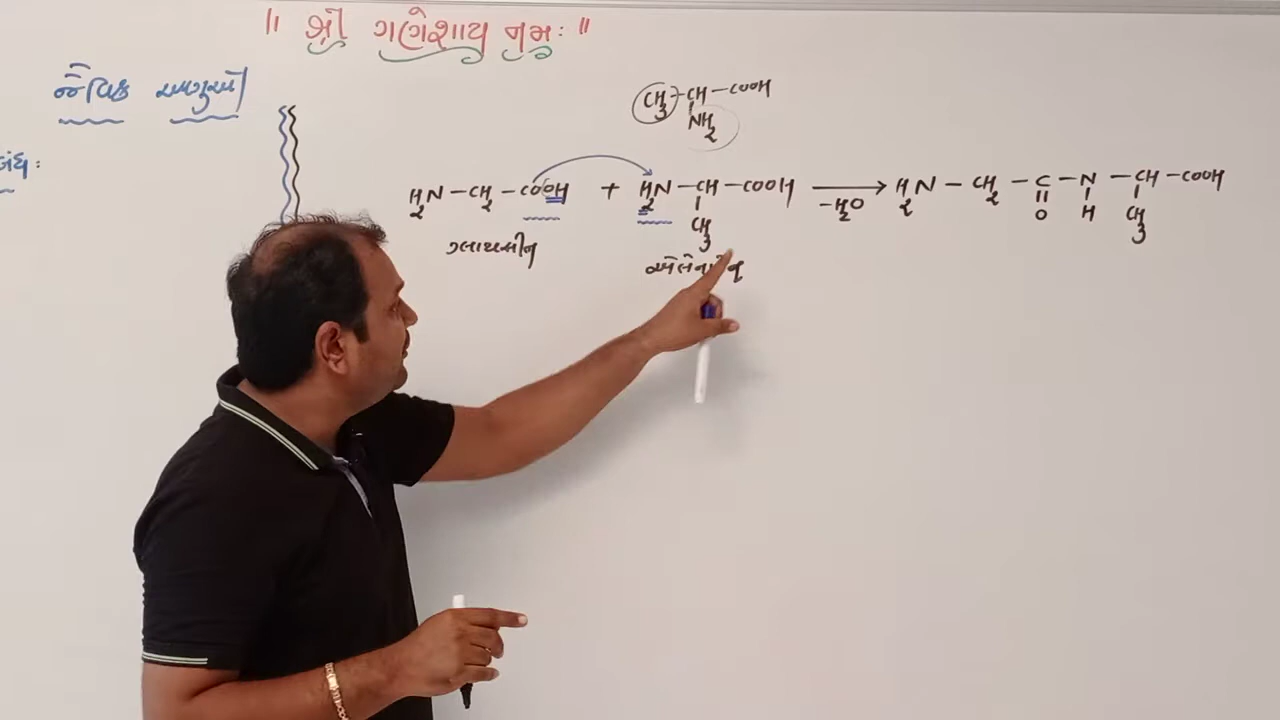 ॥ શ્રી ગણેશાય નમઃ ॥
જૈવિક અણુઓ
બંધ:
CH3-CH-COOH
NH2
H2N-CH2-COOH + H2N-CH-COOH → H2N-CH2-C-N-CH-COOH
-H2O
CH3 O H CH3
ગ્લાયસીન